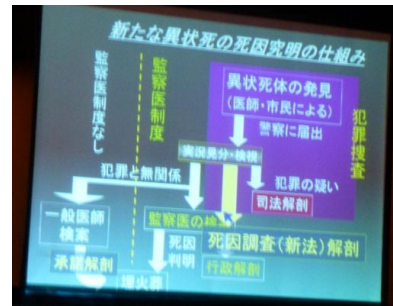 新たな異状死の死因究明の仕組み
監察医制度なし
監察医制度
異状死体の発見
(医師・市民による)
警察に届出
犯罪捜査
実況見分・検視
犯罪と無関係
犯罪の疑い
司法解剖
一般医師
検案
監察医の検案
死因
判明
死因調査(新法)解剖
承諾解剖
行政解剖
埋火葬